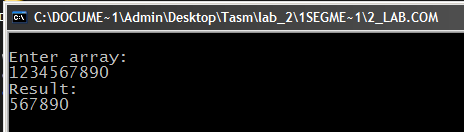 C:\DOCUME~1\Admin\Desktop\Tasm\lab_2\1SEGME~1\2_LAB.COM
Enter array:
1234567890
Result:
567890